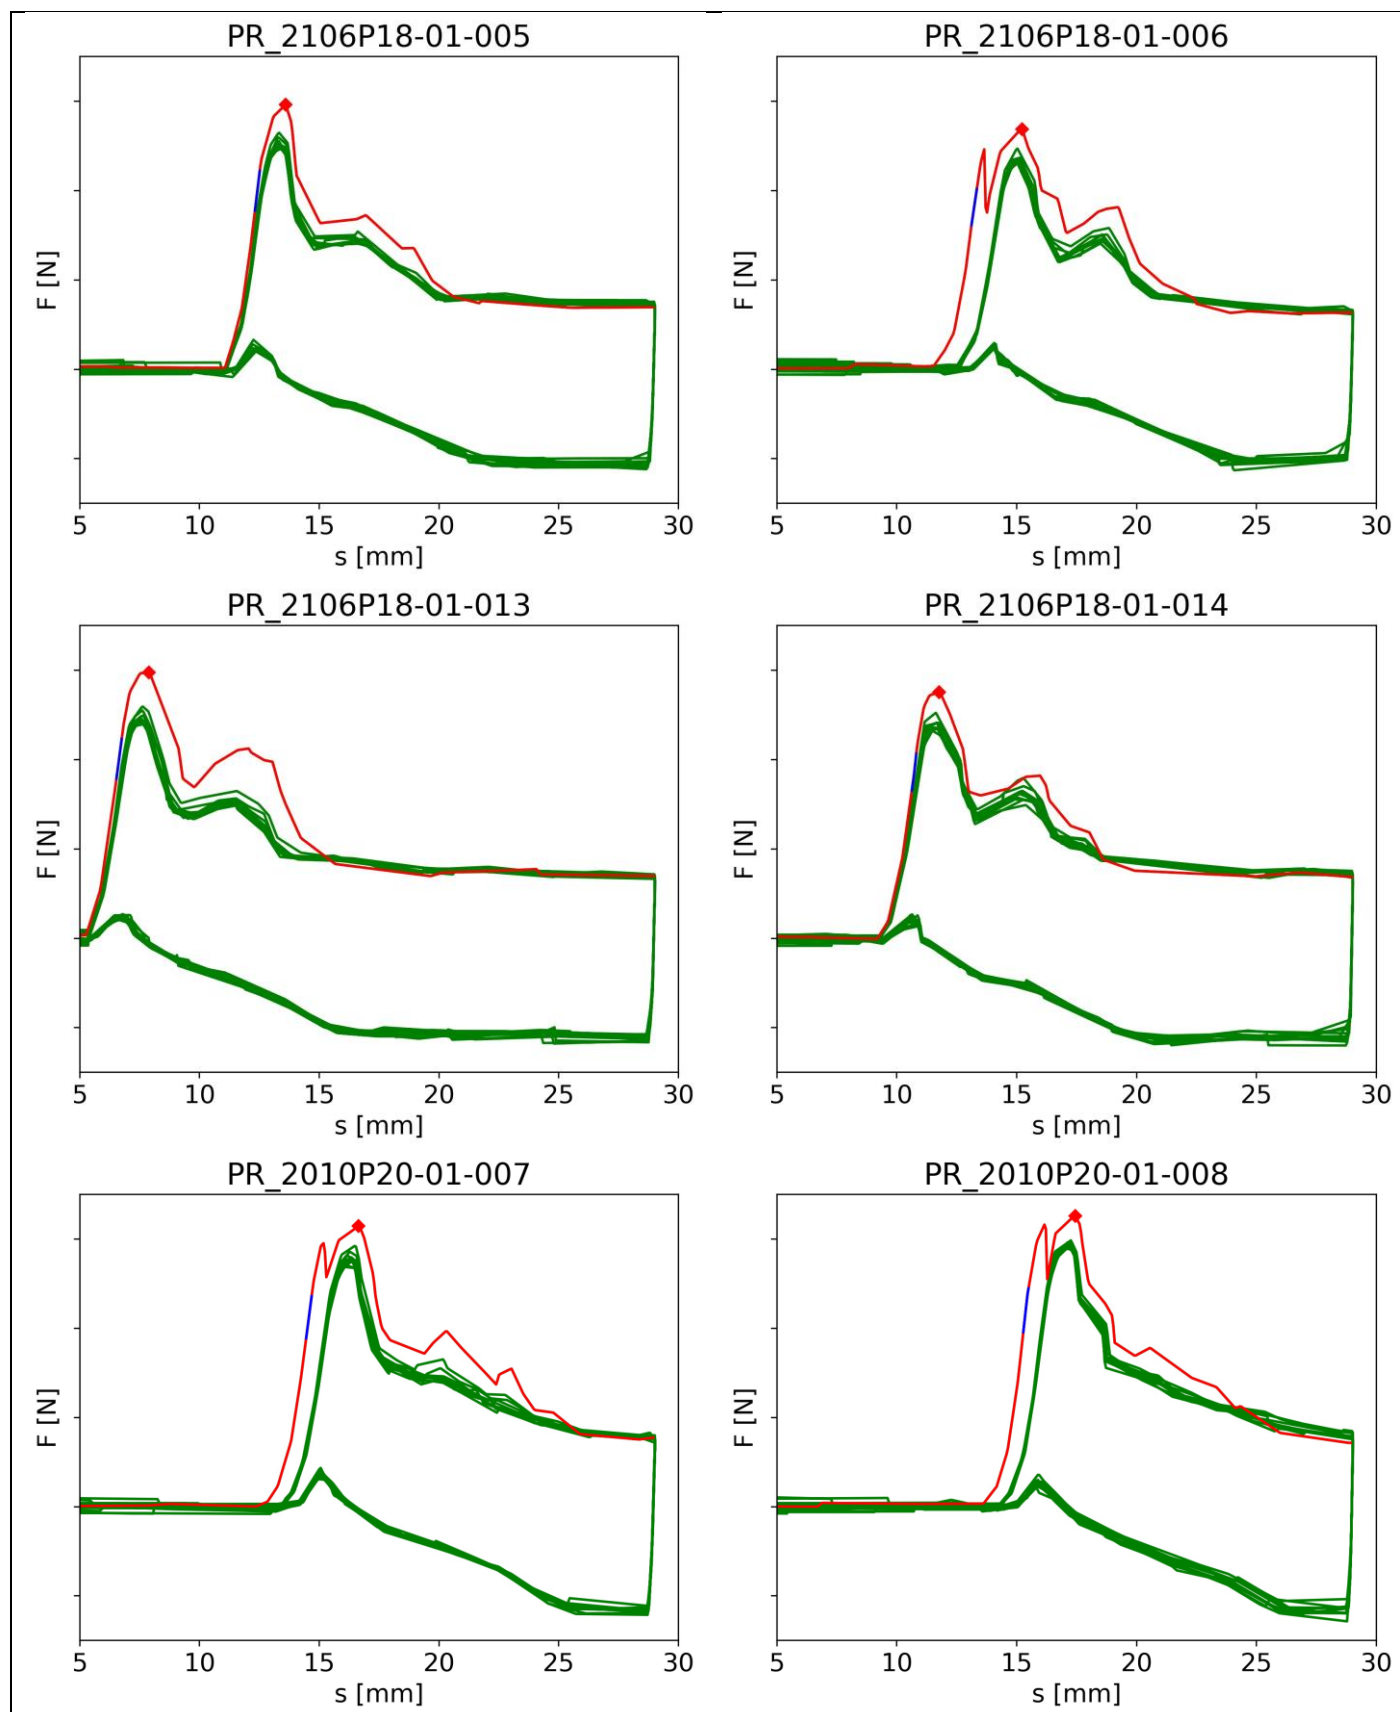 PR_2106P18-01-005
F [N]
5 10 15 20 25 30
s [mm]
PR_2106P18-01-006
F [N]
5 10 15 20 25 30
s [mm]
PR_2106P18-01-013
F [N]
5 10 15 20 25 30
s [mm]
PR_2106P18-01-014
F [N]
5 10 15 20 25 30
s [mm]
PR_2010P20-01-007
F [N]
5 10 15 20 25 30
s [mm]
PR_2010P20-01-008
F [N]
5 10 15 20 25 30
s [mm]